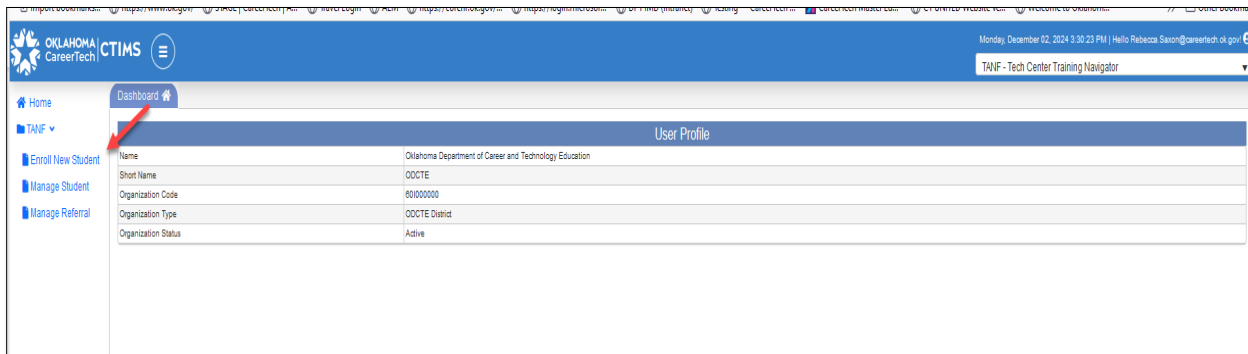 OKLAHOMA
CareerTech
CTIMS
Monday, December 02, 2024 3:30:23 PM | Hello Rebecca.Saxon@careertech.ok.gov!
TANF - Tech Center Training Navigator
Home
TANF
Enroll New Student
Manage Student
Manage Referral
Dashboard
User Profile
Name Oklahoma Department of Career and Technology Education
Short Name ODCTE
Organization Code 60I000000
Organization Type ODCTE District
Organization Status Active